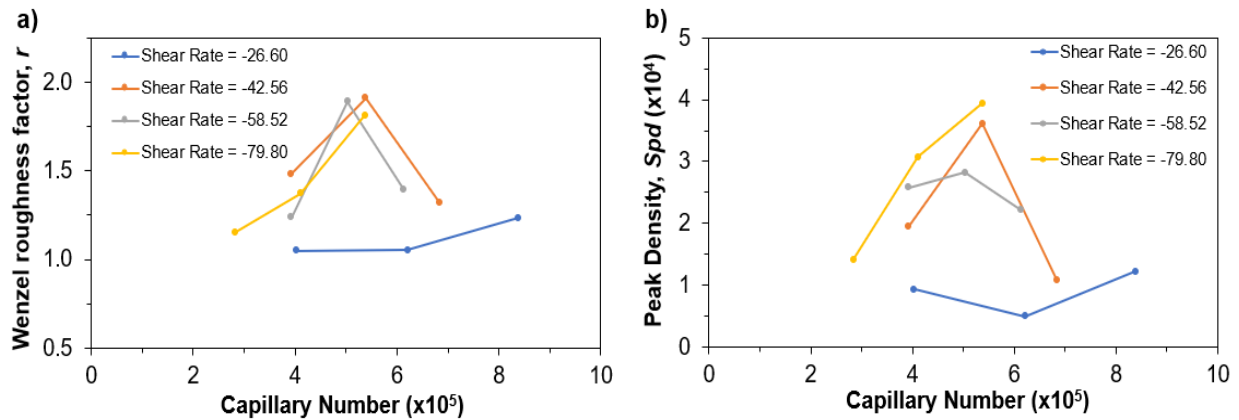 a)
Wenzel roughness factor, r
2.0
1.5
1.0
0.5
Shear Rate = -26.60
Shear Rate = -42.56
Shear Rate = -58.52
Shear Rate = -79.80
0 2 4 6 8 10
Capillary Number (x10⁵)
b)
Peak Density, Spd (x10⁴)
5
4
3
2
1
0
Shear Rate = -26.60
Shear Rate = -42.56
Shear Rate = -58.52
Shear Rate = -79.80
0 2 4 6 8 10
Capillary Number (x10⁵)